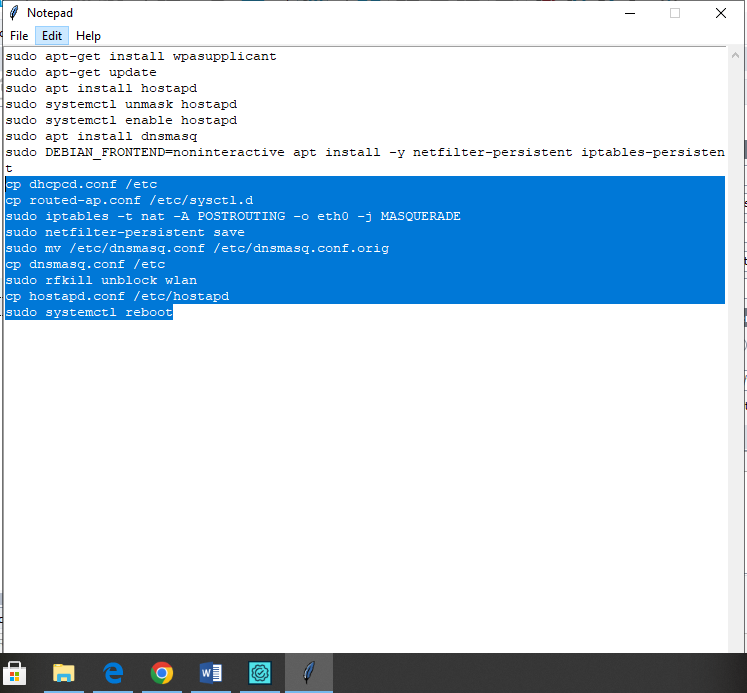 Notepad
File Edit Help
sudo apt-get install wpasupplicant
sudo apt-get update
sudo apt install hostapd
sudo systemctl unmask hostapd
sudo systemctl enable hostapd
sudo apt install dnsmasq
sudo DEBIAN_FRONTEND=noninteractive apt install -y netfilter-persistent iptables-persisten
t
cp dhcpcd.conf /etc
cp routed-ap.conf /etc/sysctl.d
sudo iptables -t nat -A POSTROUTING -o eth0 -j MASQUERADE
sudo netfilter-persistent save
sudo mv /etc/dnsmasq.conf /etc/dnsmasq.conf.orig
cp dnsmasq.conf /etc
sudo rfkill unblock wlan
cp hostapd.conf /etc/hostapd
sudo systemctl reboot